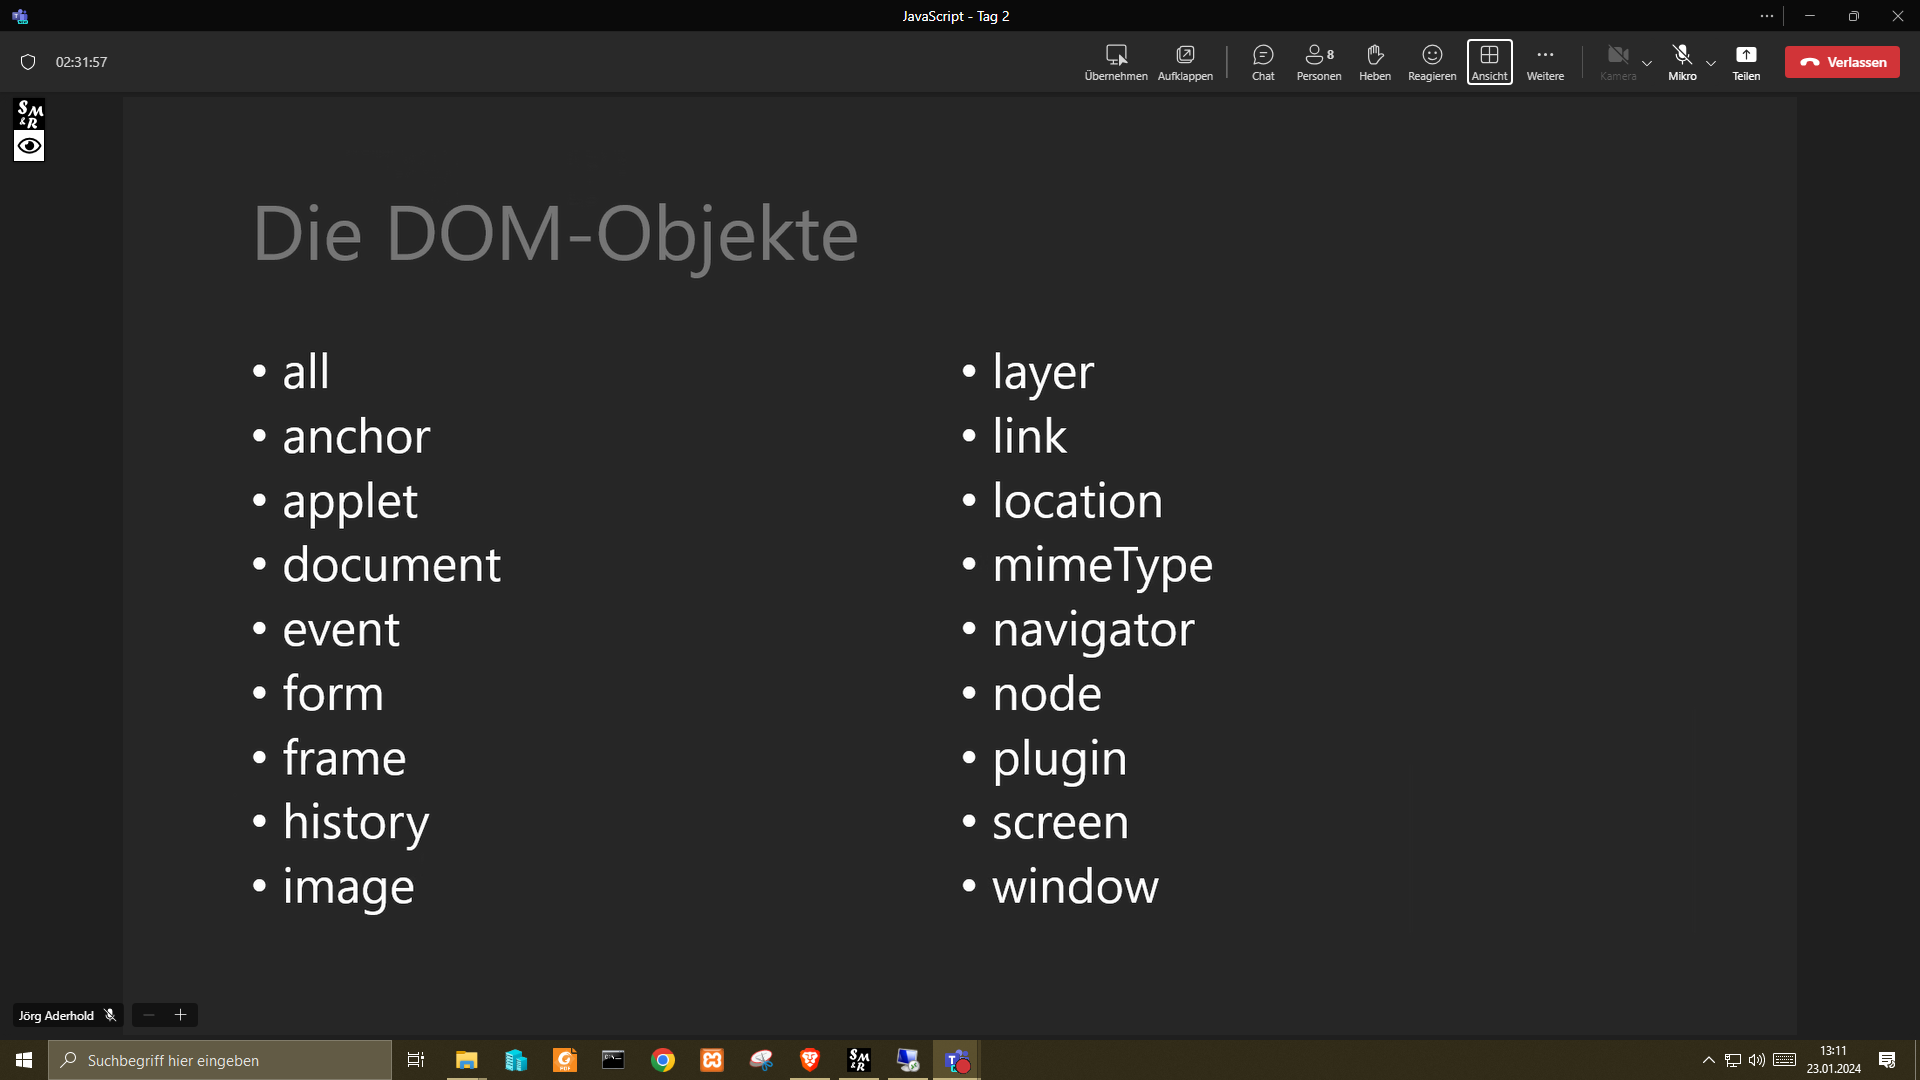 JavaScript - Tag 2
02:31:57
Übernehmen
Aufklappen
Chat
8
Personen
Heben
Reagieren
Ansicht
Weitere
Kamera
Mikro
Teilen
Verlassen
S M & R
Die DOM-Objekte
• all
• anchor
• applet
• document
• event
• form
• frame
• history
• image
• layer
• link
• location
• mimeType
• navigator
• node
• plugin
• screen
• window
Jörg Aderhold
Suchbegriff hier eingeben
PDF
S M & R
13:11
23.01.2024